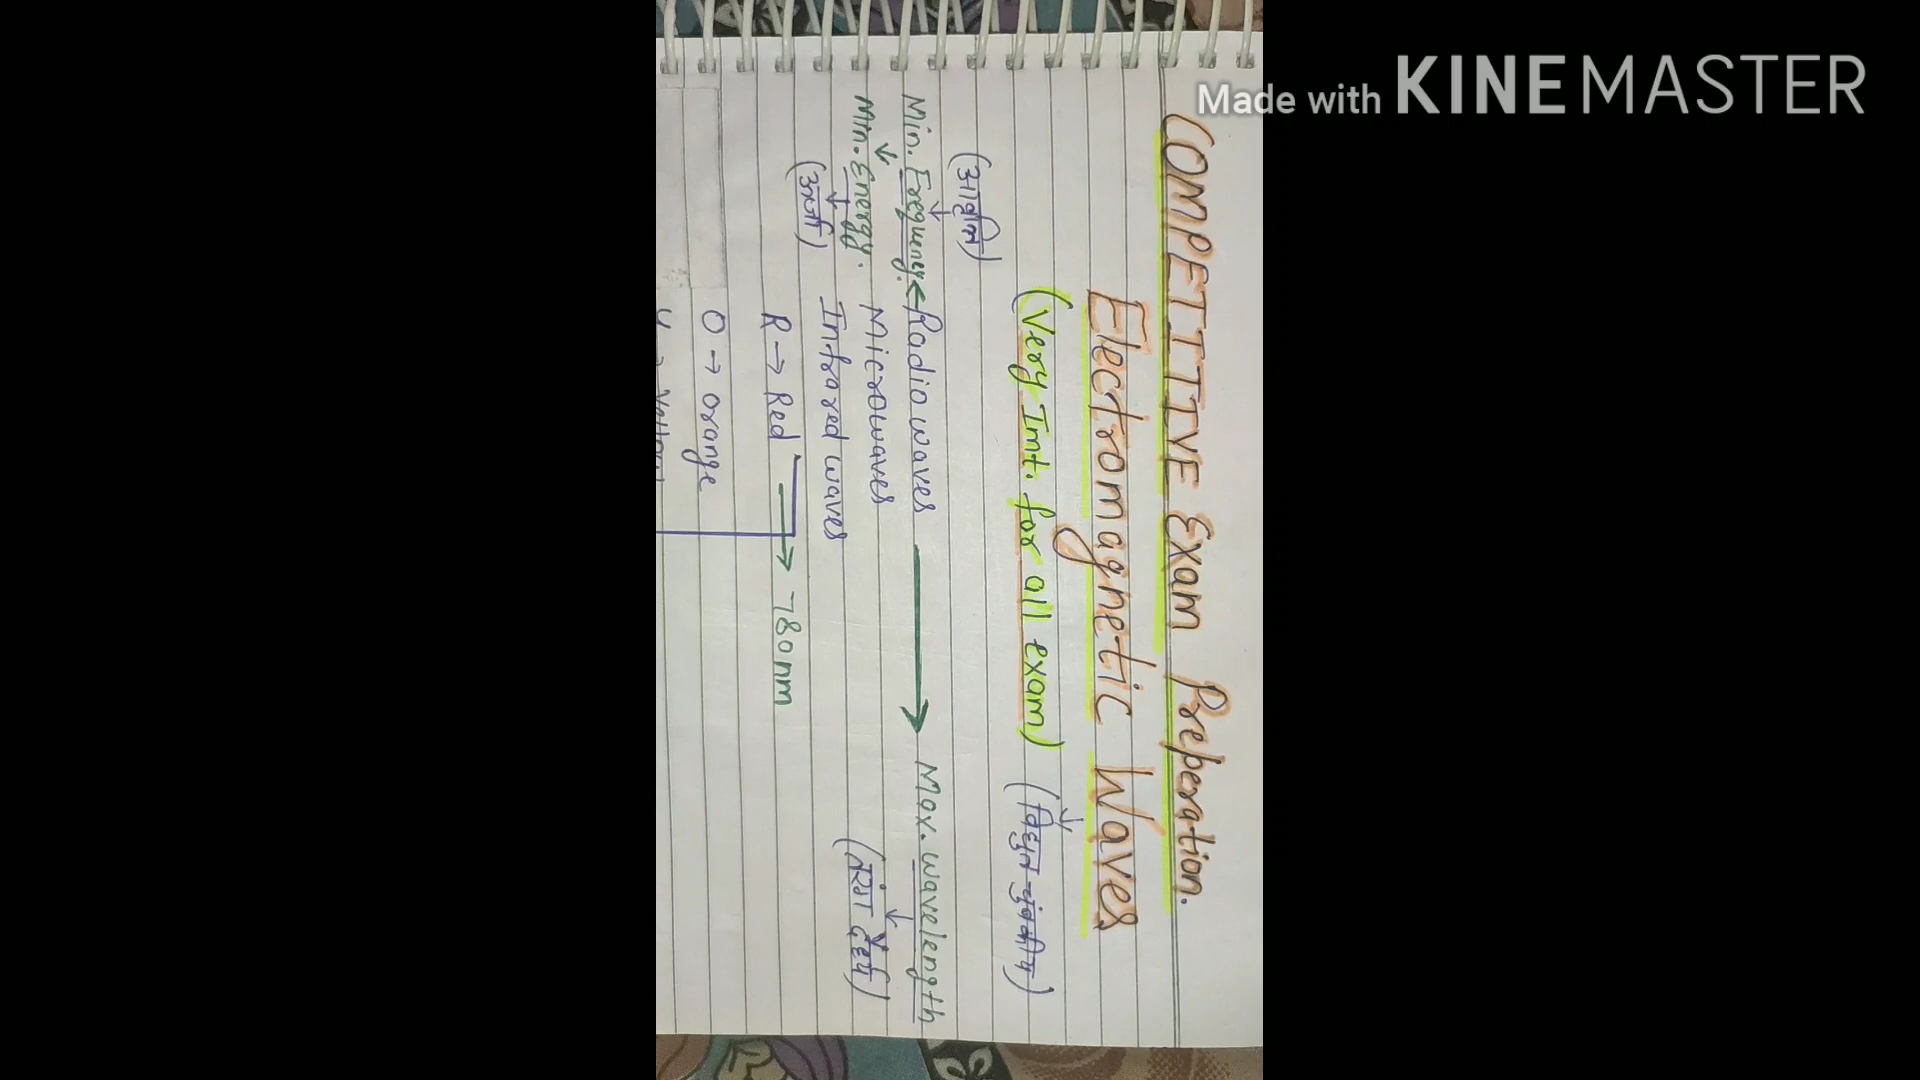 Made with KINEMASTER
COMPETITIVE Exam Preperation.
Electromagnetic Waves
(Very Imt. for all exam) (विद्युत चुंबकीय)
(आवृत्ति)
Min. Frequency. ← Radio waves → Max. wavelength
Min. Energy. Microwaves (तरंग दैर्ध्य)
(ऊर्जा) Infrared waves
R → Red → 780nm
O → orange